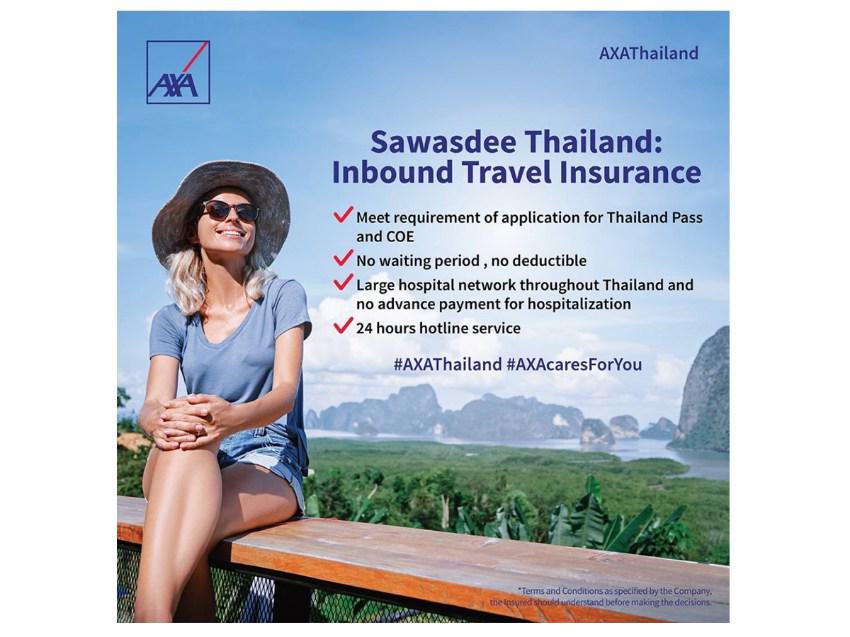 AXA
AXAThailand
Sawasdee Thailand:
Inbound Travel Insurance
Meet requirement of application for Thailand Pass
and COE
No waiting period , no deductible
Large hospital network throughout Thailand and
no advance payment for hospitalization
24 hours hotline service
#AXAThailand #AXAcaresForYou
*Terms and Conditions as specified by the Company,
the Insured should understand before making the decisions.